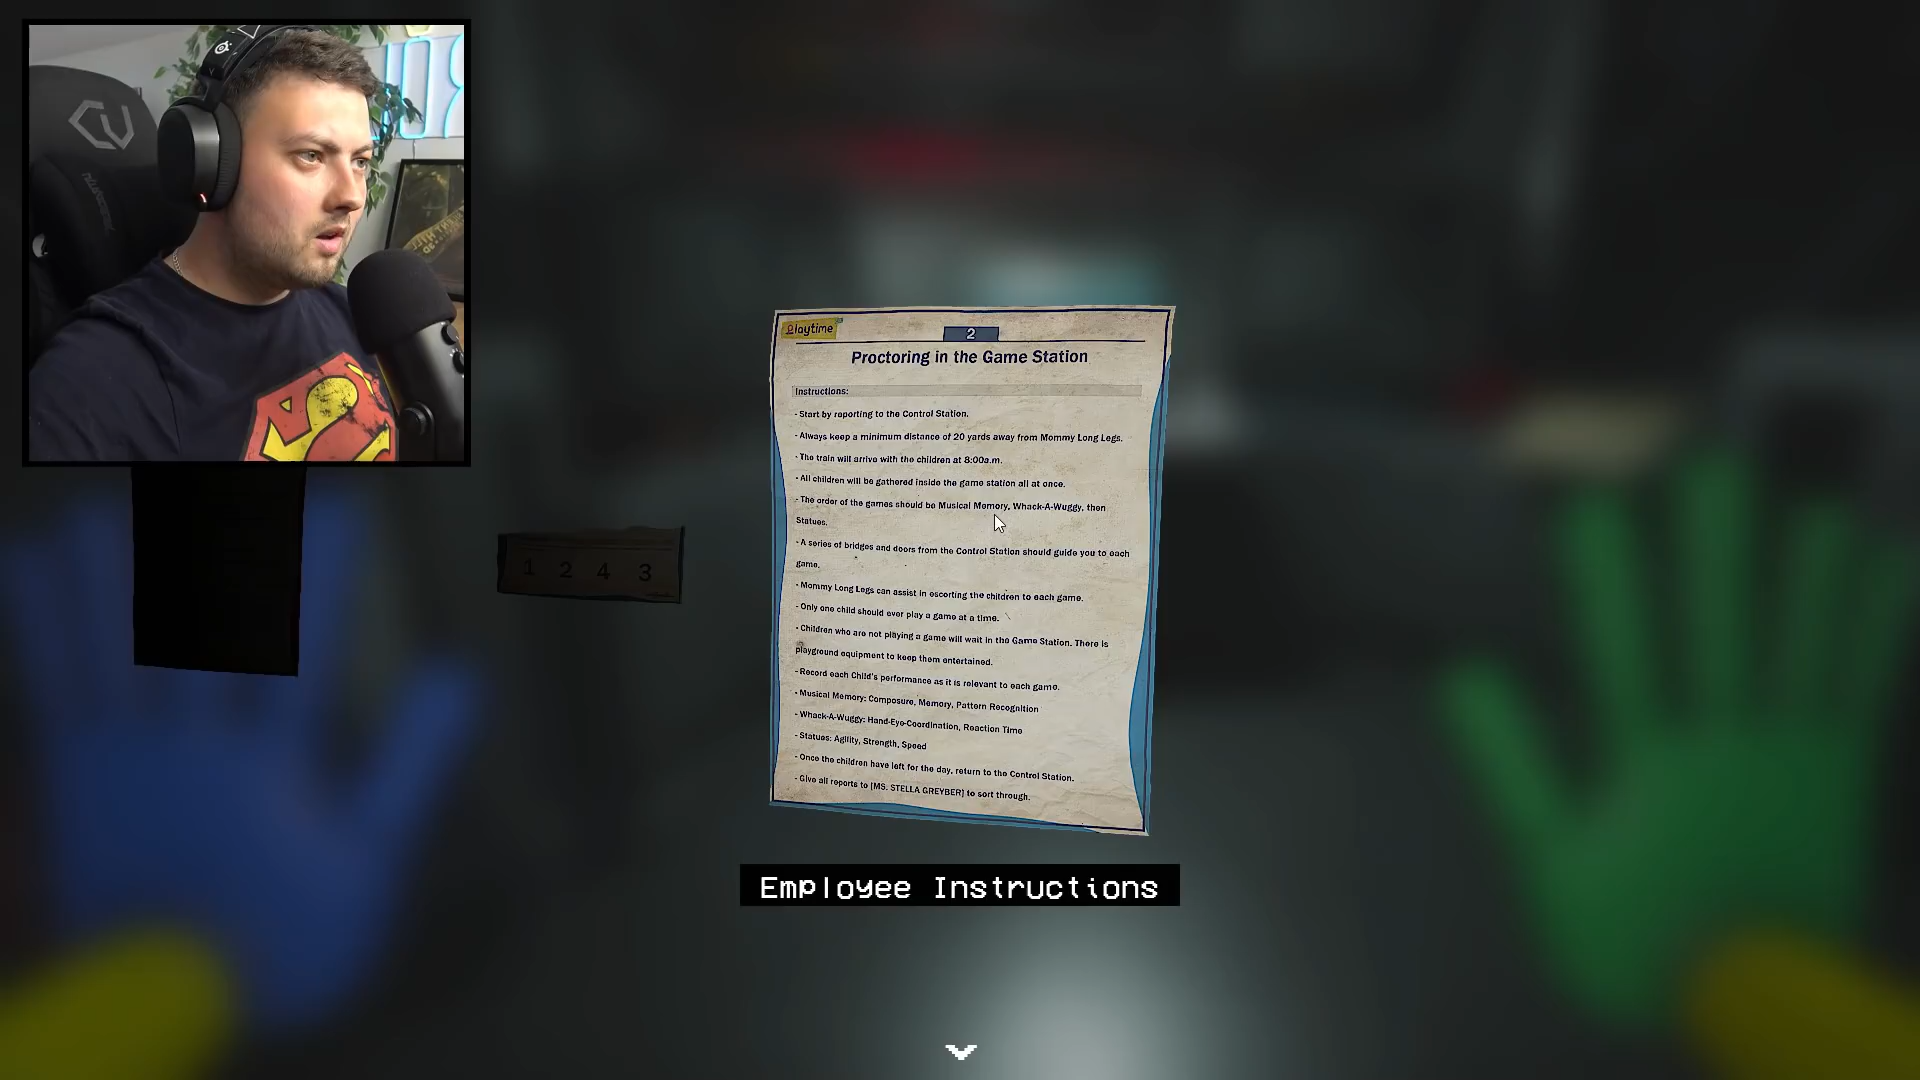 Playtime
2
Proctoring in the Game Station
Instructions:
- Start by reporting to the Control Station.
- Always keep a minimum distance of 20 yards away from Mommy Long Legs.
- The train will arrive with the children at 8:00a.m.
- All children will be gathered inside the game station all at once.
- The order of the games should be Musical Memory, Whack-A-Wuggy, then
Statues.
- A series of bridges and doors from the Control Station should guide you to each
game.
- Mommy Long Legs can assist in escorting the children to each game.
- Only one child should ever play a game at a time.
- Children who are not playing a game will wait in the Game Station. There is
playground equipment to keep them entertained.
- Record each Child's performance as it is relevant to each game.
- Musical Memory: Composure, Memory, Pattern Recognition
- Whack-A-Wuggy: Hand-Eye-Coordination, Reaction Time
- Statues: Agility, Strength, Speed
- Once the children have left for the day, return to the Control Station.
- Give all reports to [MS. STELLA GREYBER] to sort through.
1 2 4 3
Employee Instructions